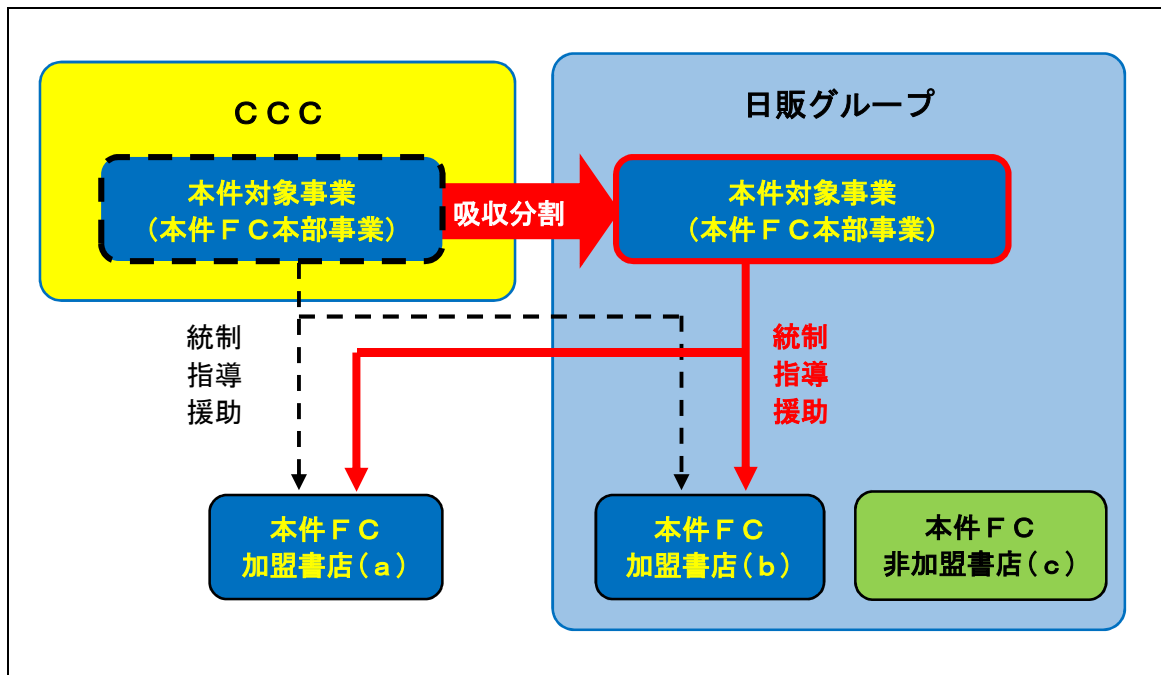 ＣＣＣ
日販グループ
本件対象事業
（本件ＦＣ本部事業）
吸収分割
本件対象事業
（本件ＦＣ本部事業）
統制
指導
援助
統制
指導
援助
本件ＦＣ
加盟書店（ａ）
本件ＦＣ
加盟書店（ｂ）
本件ＦＣ
非加盟書店（ｃ）